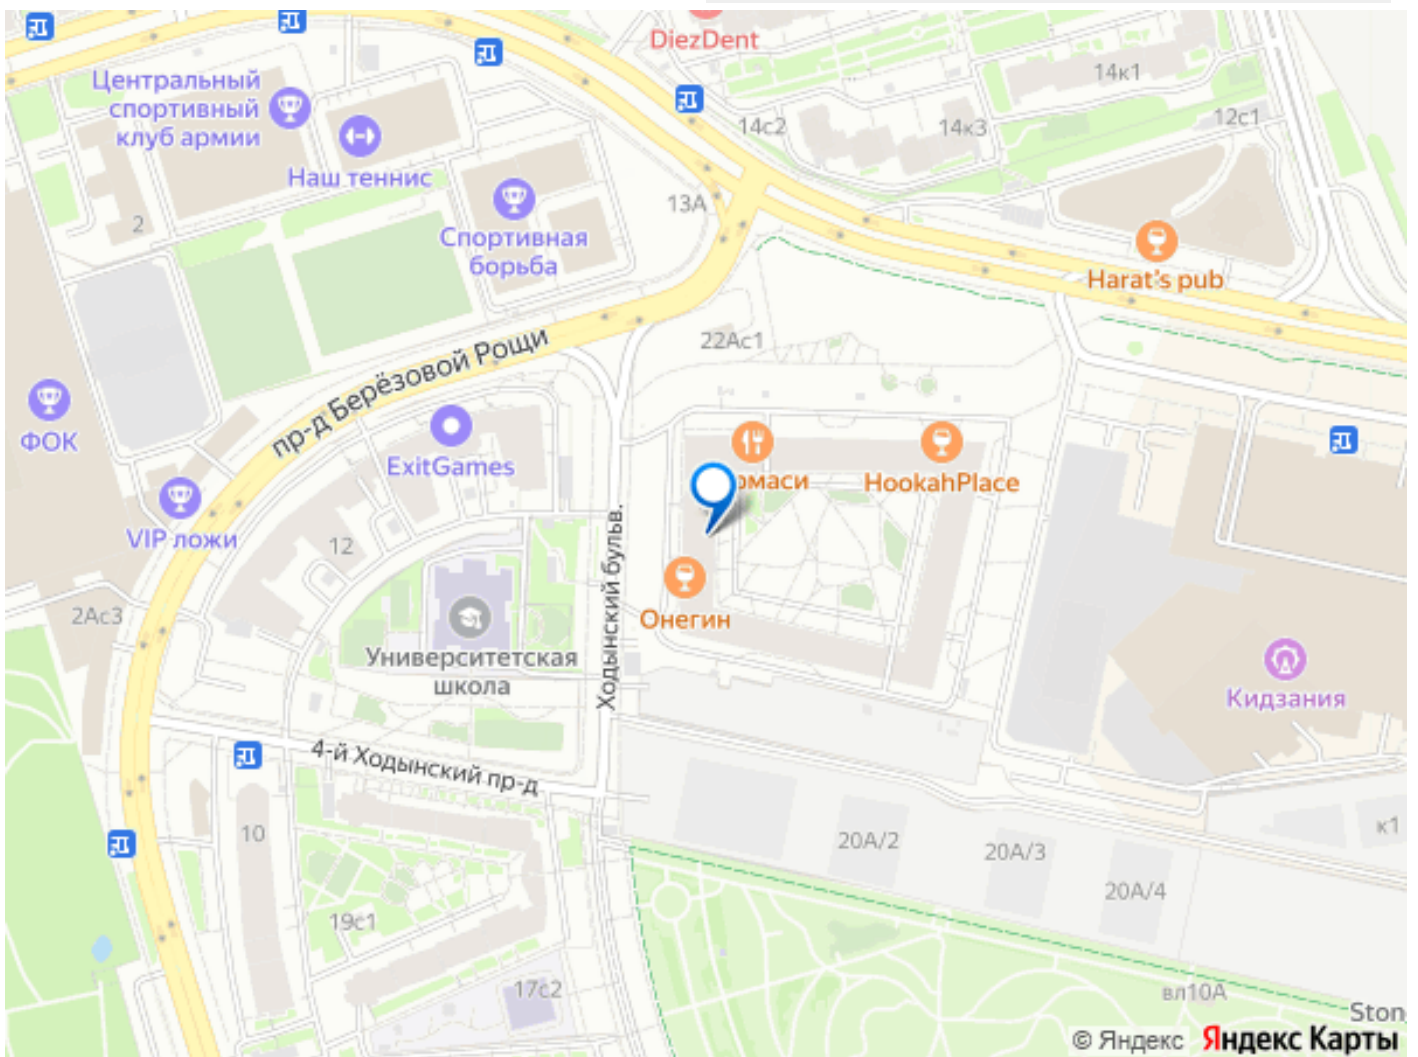 DiezDent
Центральный
спортивный
клуб армии
14к1
14с2
14к3
12с1
Наш теннис
2
13А
Спортивная
борьба
Harat's pub
22Ас1
пр-д Берёзовой Рощи
ФОК
ExitGames
HookahPlace
VIP ложи
12
Ходынский бульв.
2Ас3
Онегин
Университетская
школа
Кидзания
4-й Ходынский пр-д
10
20А/2
20А/3
к1
20А/4
19с1
17с2
вл10А
Ston
© Яндекс Яндекс Карты